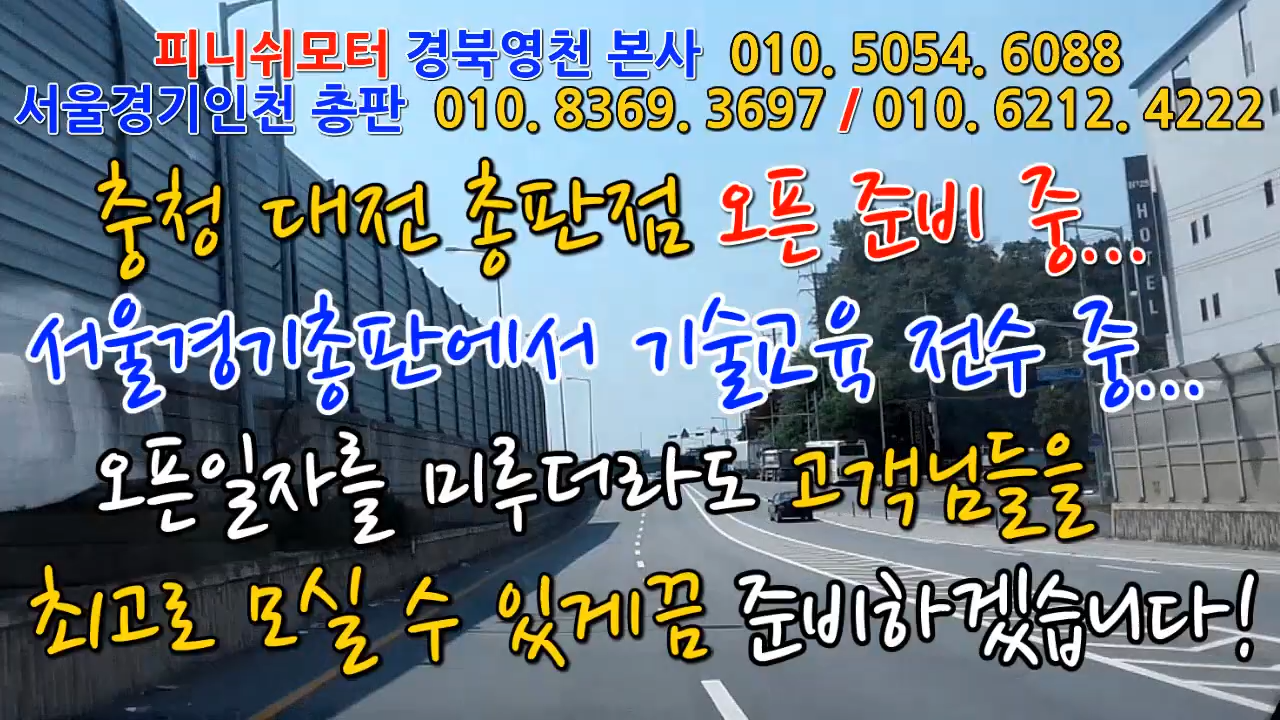 피니쉬모터 경북영천 본사 010. 5054. 6088
서울경기인천 총판 010. 8369. 3697 / 010. 6212. 4222
충청 대전 총판점 오픈 준비 중...
서울경기총판에서 기술교육 전수 중...
오픈일자를 미루더라도 고객님들을
최고로 모실 수 있게끔 준비하겠습니다!
HOTEL